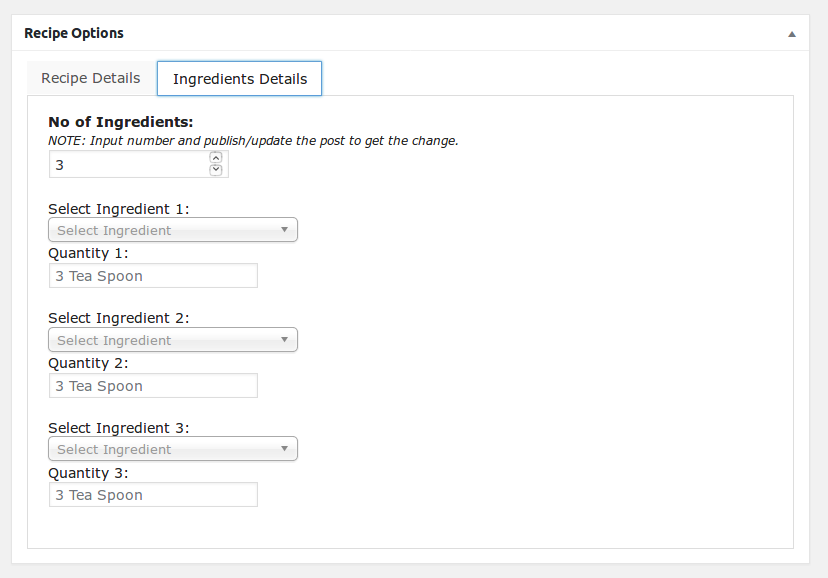 Recipe Options
Recipe Details
Ingredients Details
No of Ingredients:
NOTE: Input number and publish/update the post to get the change.
3
Select Ingredient 1:
Select Ingredient
Quantity 1:
3 Tea Spoon
Select Ingredient 2:
Select Ingredient
Quantity 2:
3 Tea Spoon
Select Ingredient 3:
Select Ingredient
Quantity 3:
3 Tea Spoon